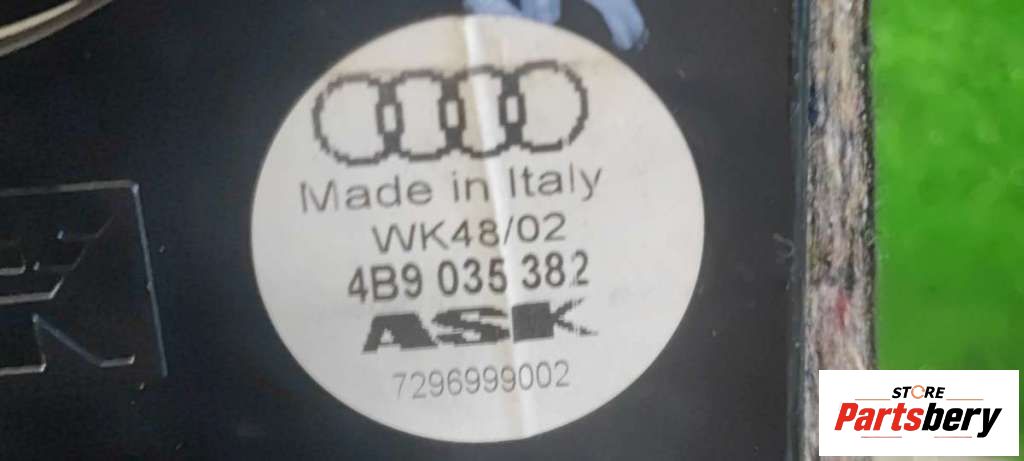 Made in Italy
WK48/02
4B9 035 382
ASK
7296999002
STORE
Partsbery